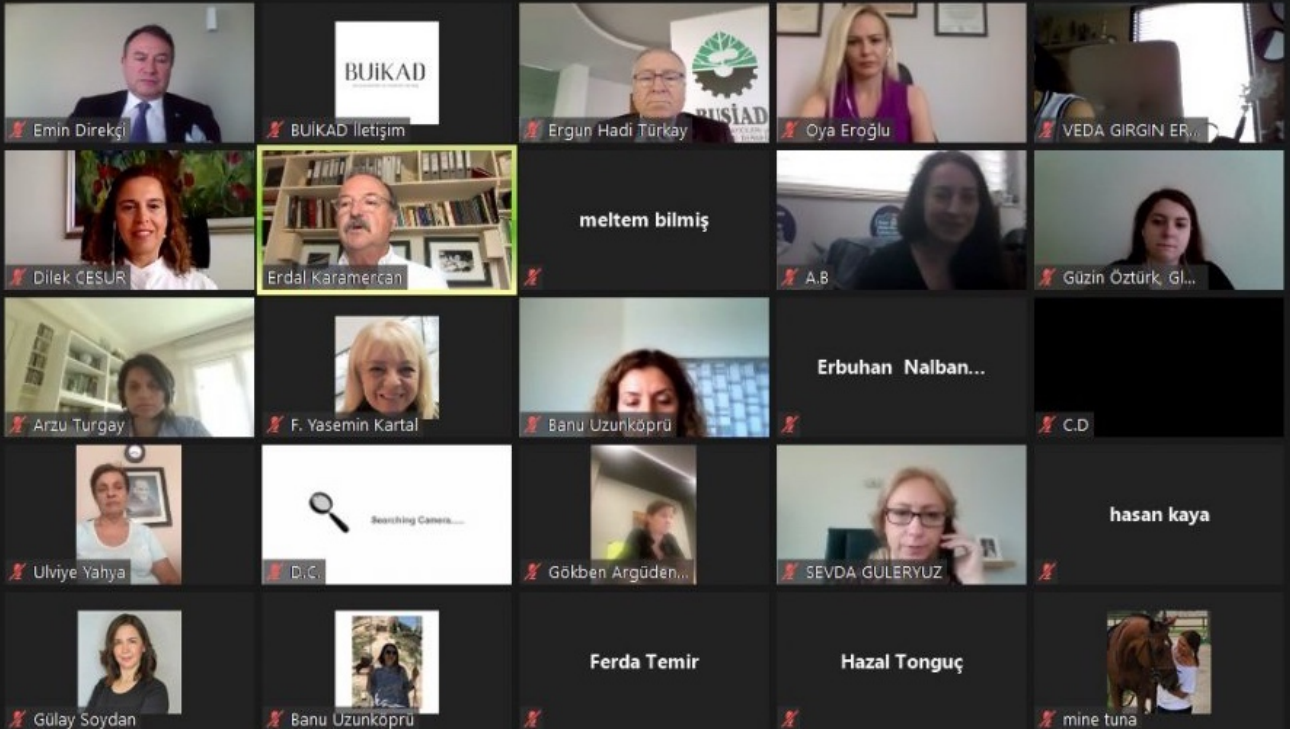 Emin Direkçi
BUİKAD
BUİKAD İletişim
BUSİAD
Ergun Hadi Türkay
Oya Eroğlu
VEDA GIRGIN ER...
Dilek CESUR
Erdal Karamercan
meltem bilmiş
A.B
Güzin Öztürk, Gl...
Arzu Turgay
F. Yasemin Kartal
Banu Uzunköprü
Erbuhan Nalban...
C.D
Ulviye Yahya
Searching Camera.....
D.C.
Gökben Argüden...
SEVDA GULERYUZ
hasan kaya
Gülay Soydan
Banu Uzunköprü
Ferda Temir
Hazal Tonguç
mine tuna